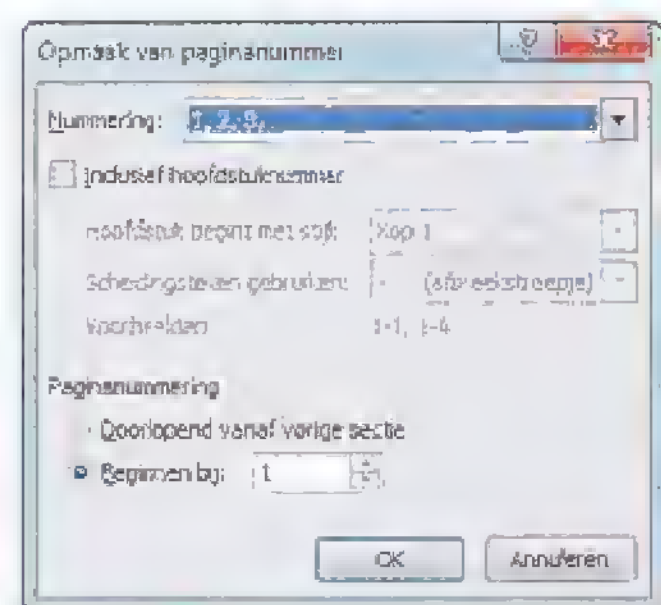 Opmaak van paginanummer
Nummering: 1, 2, 3,
Inclusief hoofdstuknummer
Hoofdstuk begint met stijl: Kop 1
Scheidingsteken gebruiken: - (afbreekstreepje)
Voorbeelden: 1-1, 1-4
Paginanummering
Doorlopend vanaf vorige sectie
Beginnen bij: 1
OK Annuleren